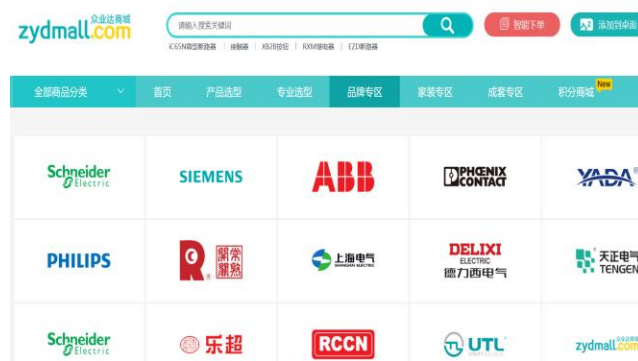 zydmall.com 众业达商城
请输入搜索关键词
智能下单
添加到桌面
iC65N微型断路器 | 接触器 | XB2B按钮 | RXM继电器 | EZD断路器
全部商品分类 首页 产品选型 专业选型 品牌专区 家装专区 成套专区 积分商城 New
Schneider Electric
SIEMENS
ABB
PHŒNIX CONTACT
YADA®
PHILIPS
R®
上海电气
SHANGHAI ELECTRIC
DELIXI
ELECTRIC
德力西电气
天正电气
TENGEN
Schneider Electric
乐超
RCCN
UTL
zydmall.com